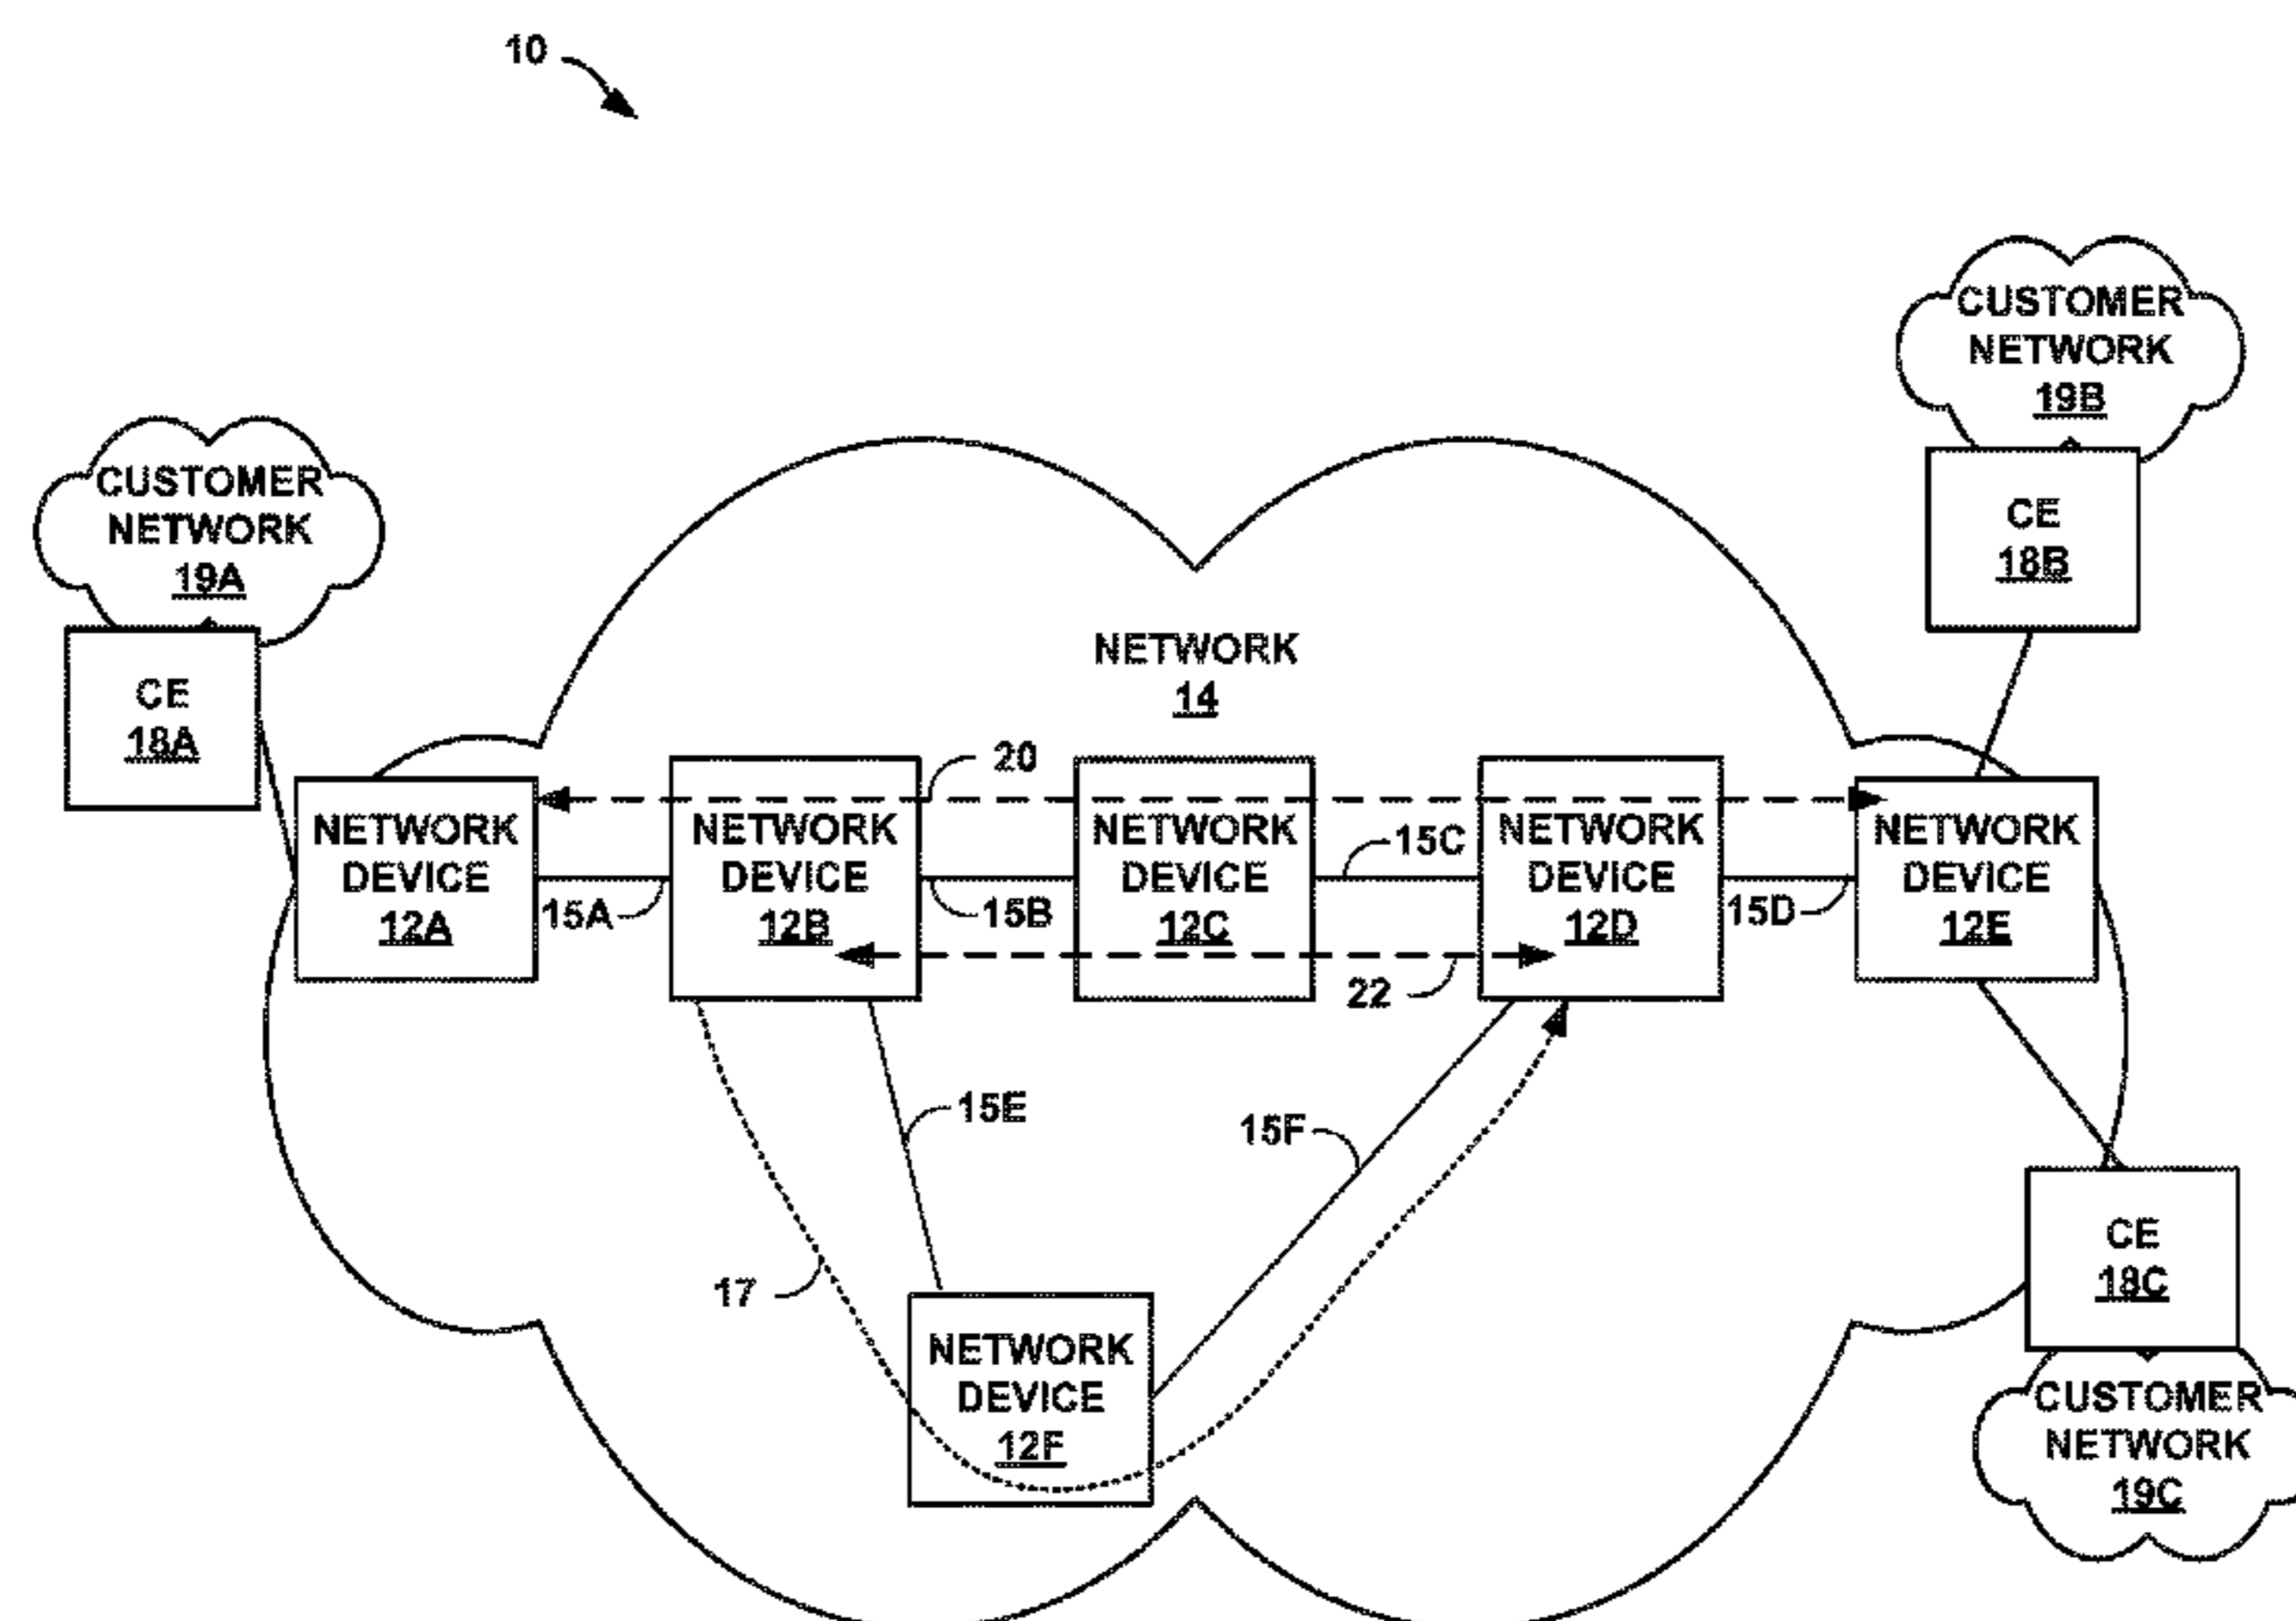 10
CUSTOMER
NETWORK
19B
CUSTOMER
NETWORK
19A
CE
18B
CE
18A
NETWORK
14
20
NETWORK
DEVICE
12A
15A
NETWORK
DEVICE
12B
15B
NETWORK
DEVICE
12C
15C
NETWORK
DEVICE
12D
15D
NETWORK
DEVICE
12E
22
15E
15F
17
NETWORK
DEVICE
12F
CE
18C
CUSTOMER
NETWORK
19C